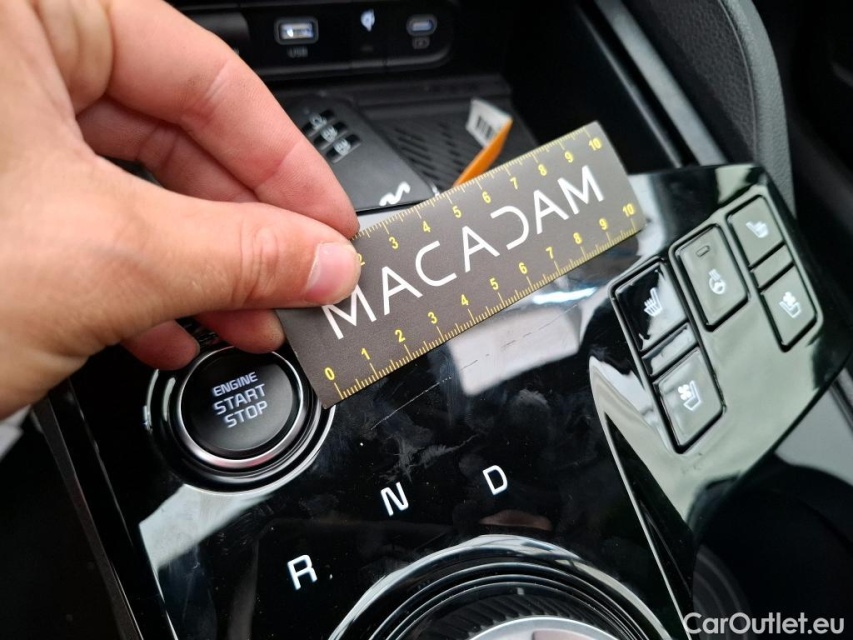 USB
2 3 4 5 6 7 8 9 10
MACADAM
0 1 2 3 4 5 6 7 8 9 10
ENGINE
START
STOP
R N D
CarOutlet.eu